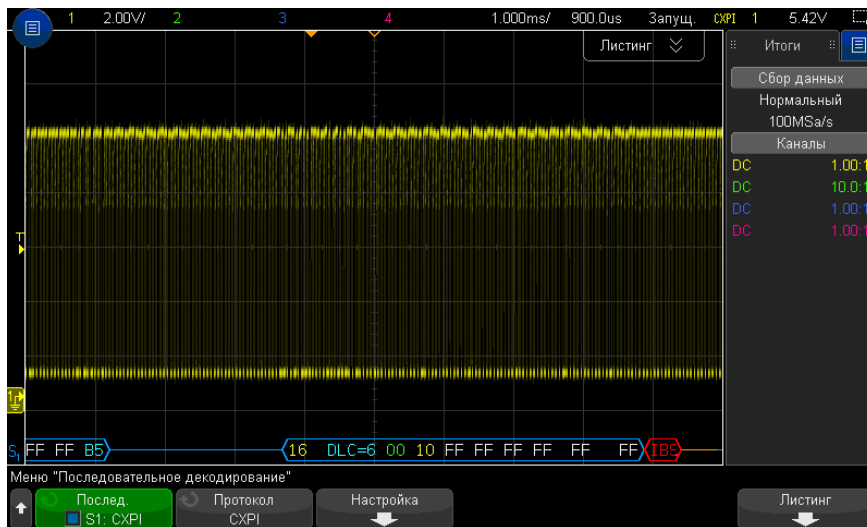 1 2.00V/ 2 3 4 1.000ms/ 900.0us Запущ. CXPI 1 5.42V
Листинг
Итоги
Сбор данных
Нормальный
100MSa/s
Каналы
DC 1.00:1
DC 10.0:1
DC 1.00:1
DC 1.00:1
T
1
S1 FF FF B5 16 DLC=6 00 10 FF FF FF FF FF FF IBS
Меню "Последовательное декодирование"
Послед.
S1: CXPI
Протокол
CXPI
Настройка
Листинг